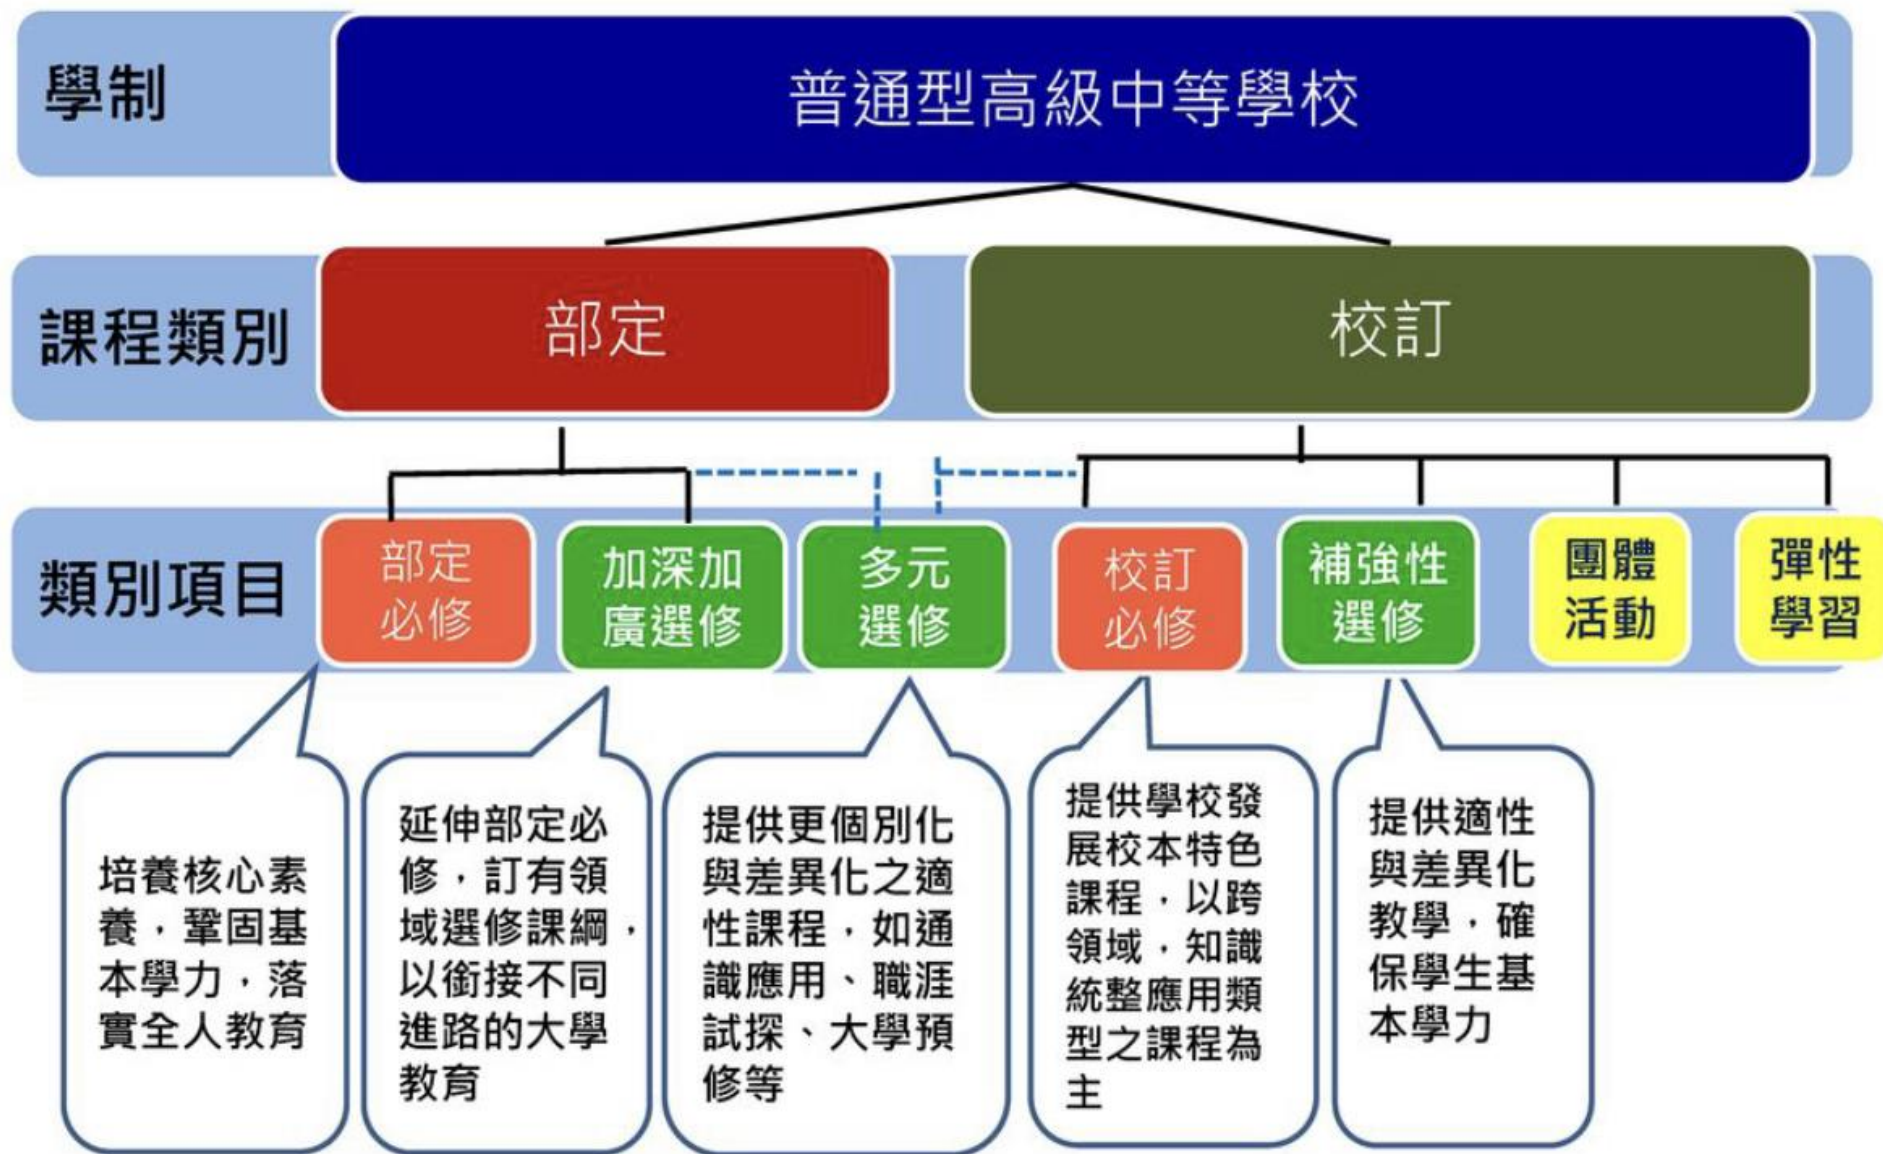 學制
普通型高級中等學校
課程類別
部定
校訂
類別項目
部定
必修
加深加
廣選修
多元
選修
校訂
必修
補強性
選修
團體
活動
彈性
學習
培養核心素
養，鞏固基
本學力，落
實全人教育
延伸部定必
修，訂有領
域選修課綱，
以銜接不同
進路的大學
教育
提供更個別化
與差異化之適
性課程，如通
識應用、職涯
試探、大學預
修等
提供學校發
展校本特色
課程，以跨
領域，知識
統整應用類
型之課程為
主
提供適性
與差異化
教學，確
保學生基
本學力